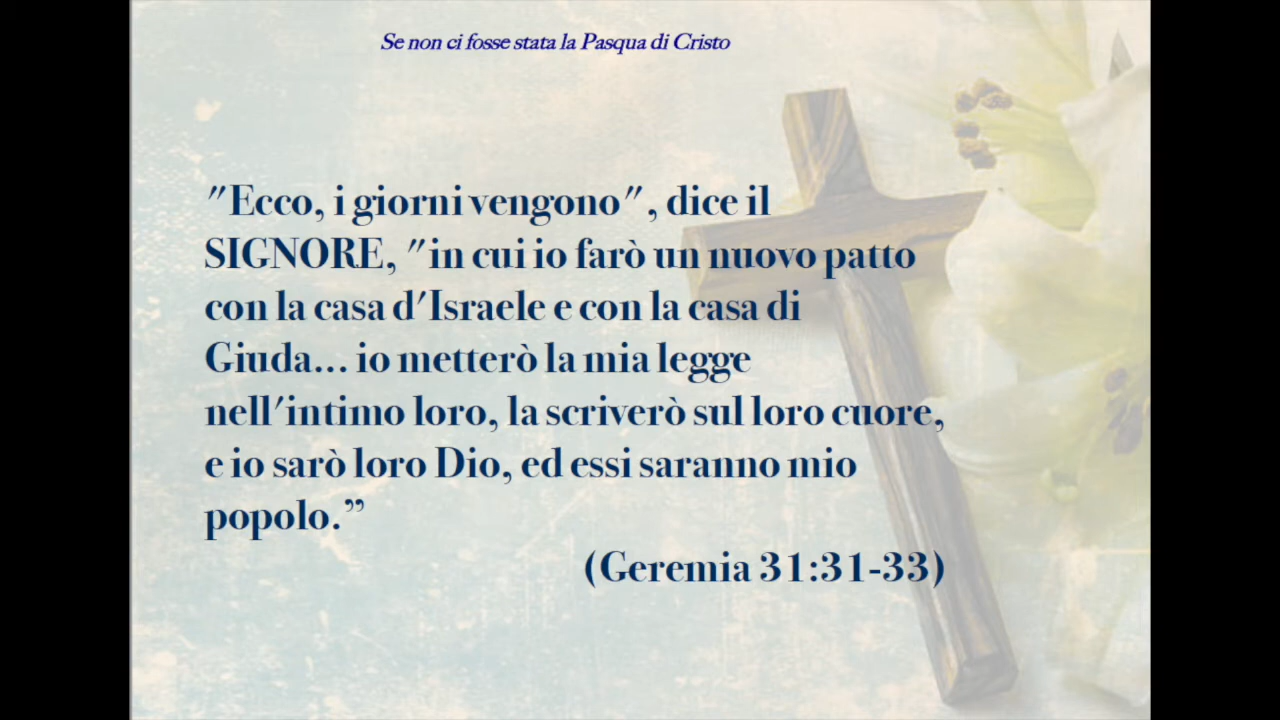 Se non ci fosse stata la Pasqua di Cristo
"Ecco, i giorni vengono", dice il
SIGNORE, "in cui io farò un nuovo patto
con la casa d'Israele e con la casa di
Giuda... io metterò la mia legge
nell'intimo loro, la scriverò sul loro cuore,
e io sarò loro Dio, ed essi saranno mio
popolo.”
(Geremia 31:31-33)